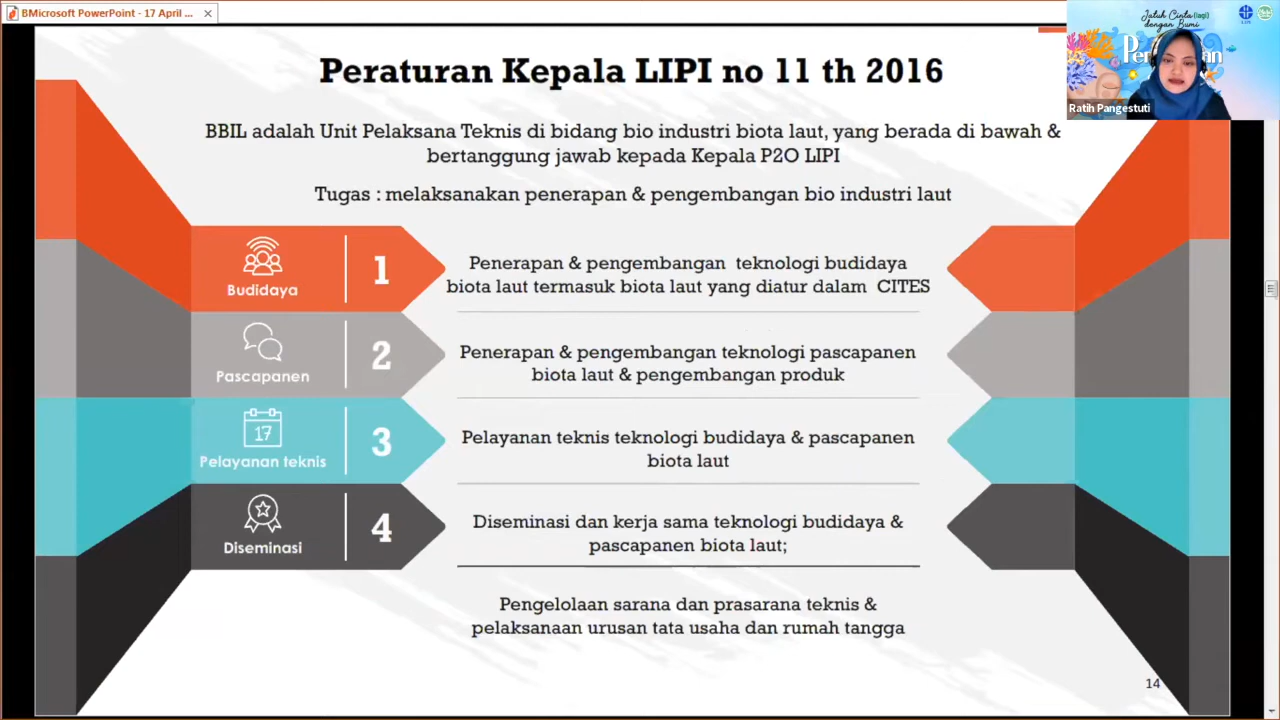 BMicrosoft PowerPoint - 17 April ...
Jatuh Cinta (lagi)
dengan Bumi
Ratih Pangestuti
Peraturan Kepala LIPI no 11 th 2016
BBIL adalah Unit Pelaksana Teknis di bidang bio industri biota laut, yang berada di bawah &
bertanggung jawab kepada Kepala P2O LIPI
Tugas : melaksanakan penerapan & pengembangan bio industri laut
Budidaya
1
Penerapan & pengembangan teknologi budidaya
biota laut termasuk biota laut yang diatur dalam CITES
Pascapanen
2
Penerapan & pengembangan teknologi pascapanen
biota laut & pengembangan produk
17
Pelayanan teknis
3
Pelayanan teknis teknologi budidaya & pascapanen
biota laut
Diseminasi
4
Diseminasi dan kerja sama teknologi budidaya &
pascapanen biota laut;
Pengelolaan sarana dan prasarana teknis &
pelaksanaan urusan tata usaha dan rumah tangga
14